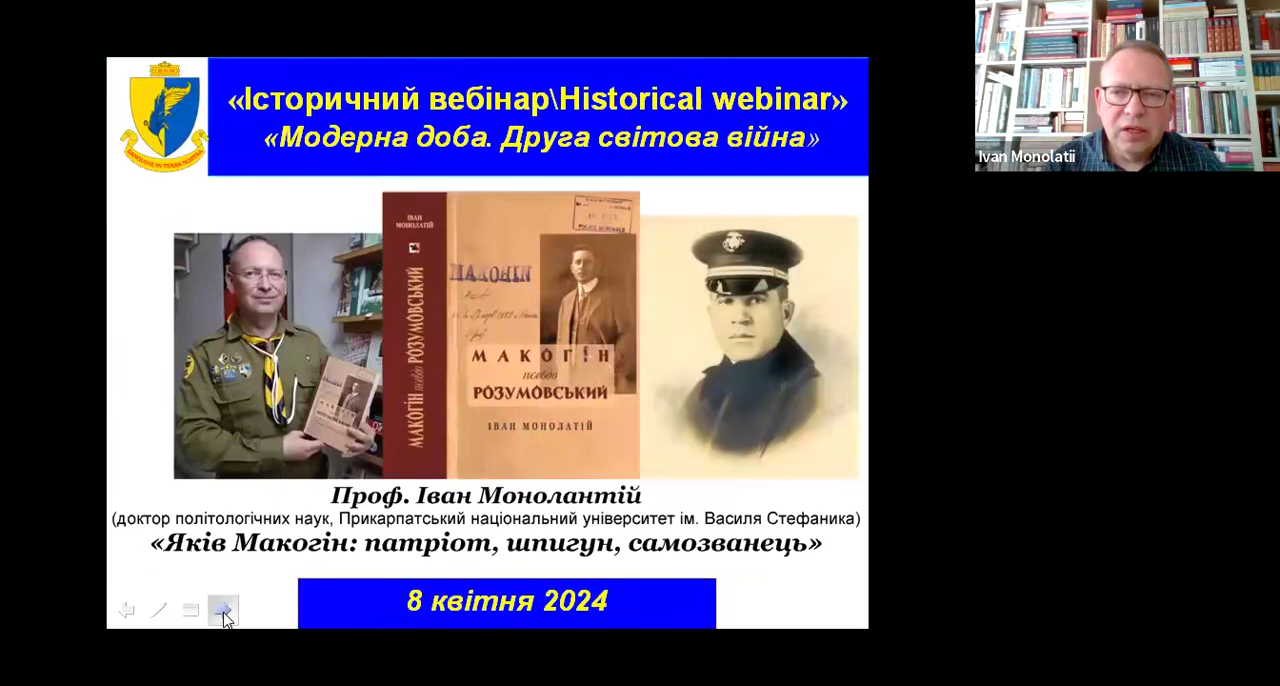 «Історичний вебінар\Historical webinar»
«Модерна доба. Друга світова війна»
Ivan Monolatii
ІВАН
МОНОЛАТІЙ
МАКОГІН псевдо РОЗУМОВСЬКИЙ
МАКОГІН
МАКОГІН
псевдо
РОЗУМОВСЬКИЙ
ІВАН МОНОЛАТІЙ
Проф. Іван Монолантій
(доктор політологічних наук, Прикарпатський національний університет ім. Василя Стефаника)
«Яків Макогін: патріот, шпигун, самозванець»
8 квітня 2024